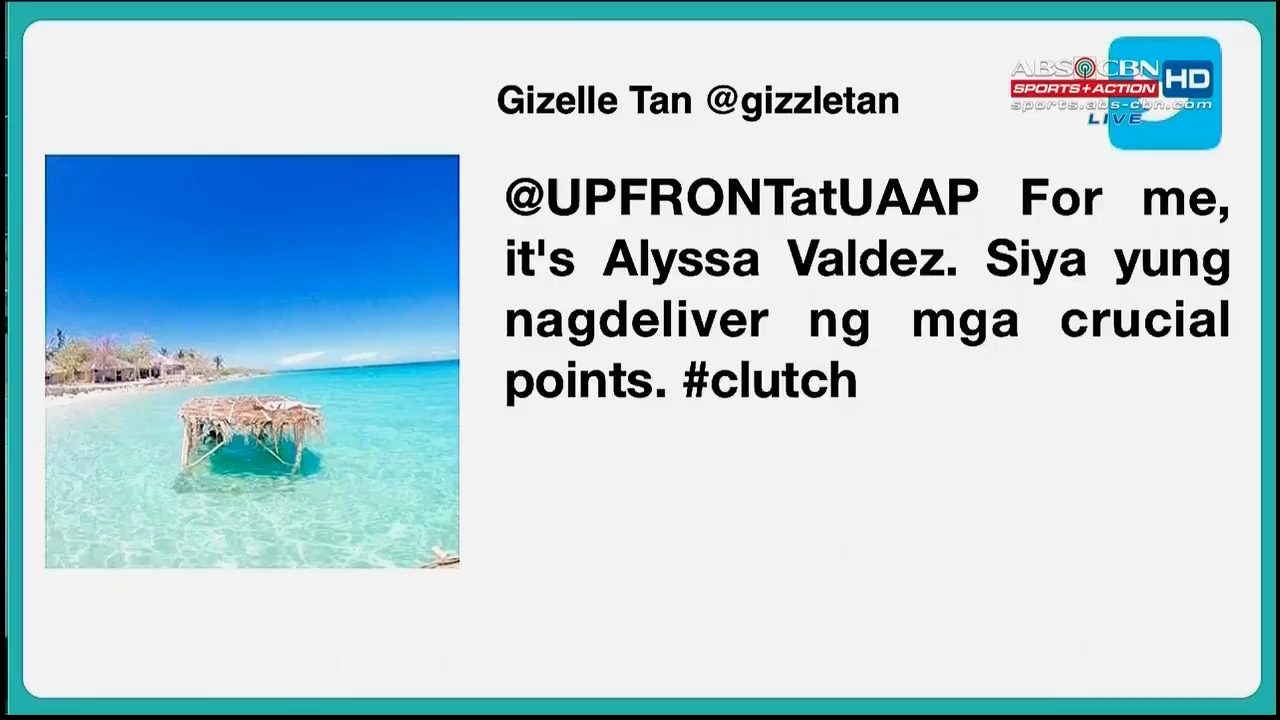 Gizelle Tan @gizzletan
ABS CBN HD
SPORTS+ACTION
sports.abs-cbn.com
LIVE
@UPFRONTatUAAP For me,
it's Alyssa Valdez. Siya yung
nagdeliver ng mga crucial
points. #clutch